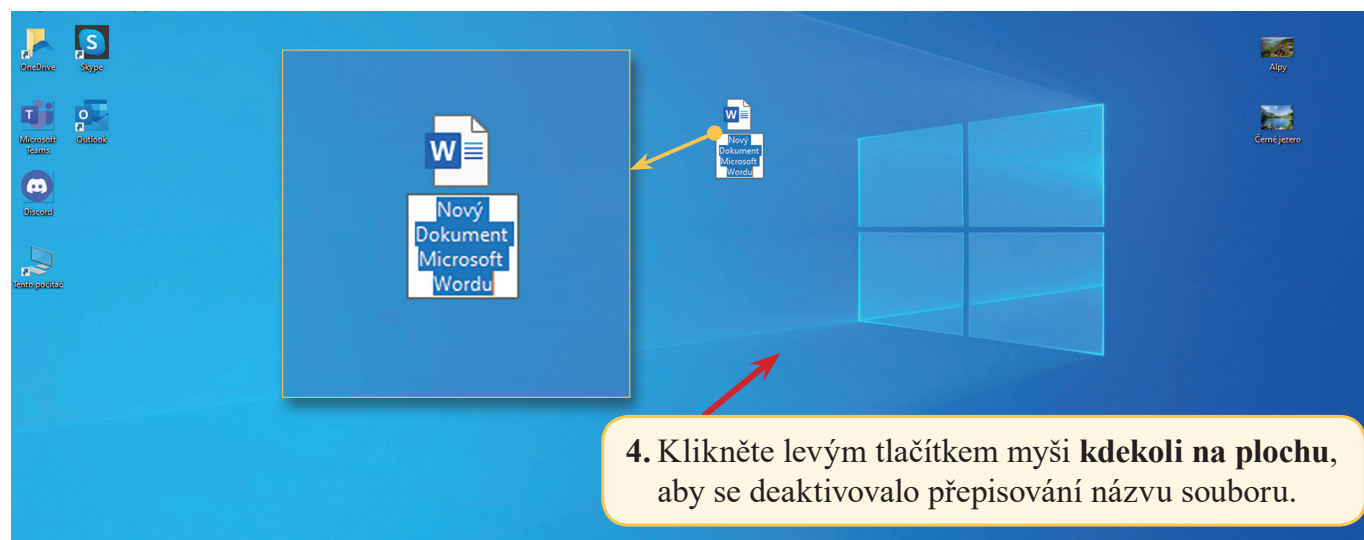 OneDrive
Skype
Microsoft
Teams
Outlook
Discord
Tento počítač
Nový
Dokument
Microsoft
Wordu
Nový
Dokument
Microsoft
Wordu
Alpy
Černé jezero
4. Klikněte levým tlačítkem myši kdekoli na plochu,
aby se deaktivovalo přepisování názvu souboru.